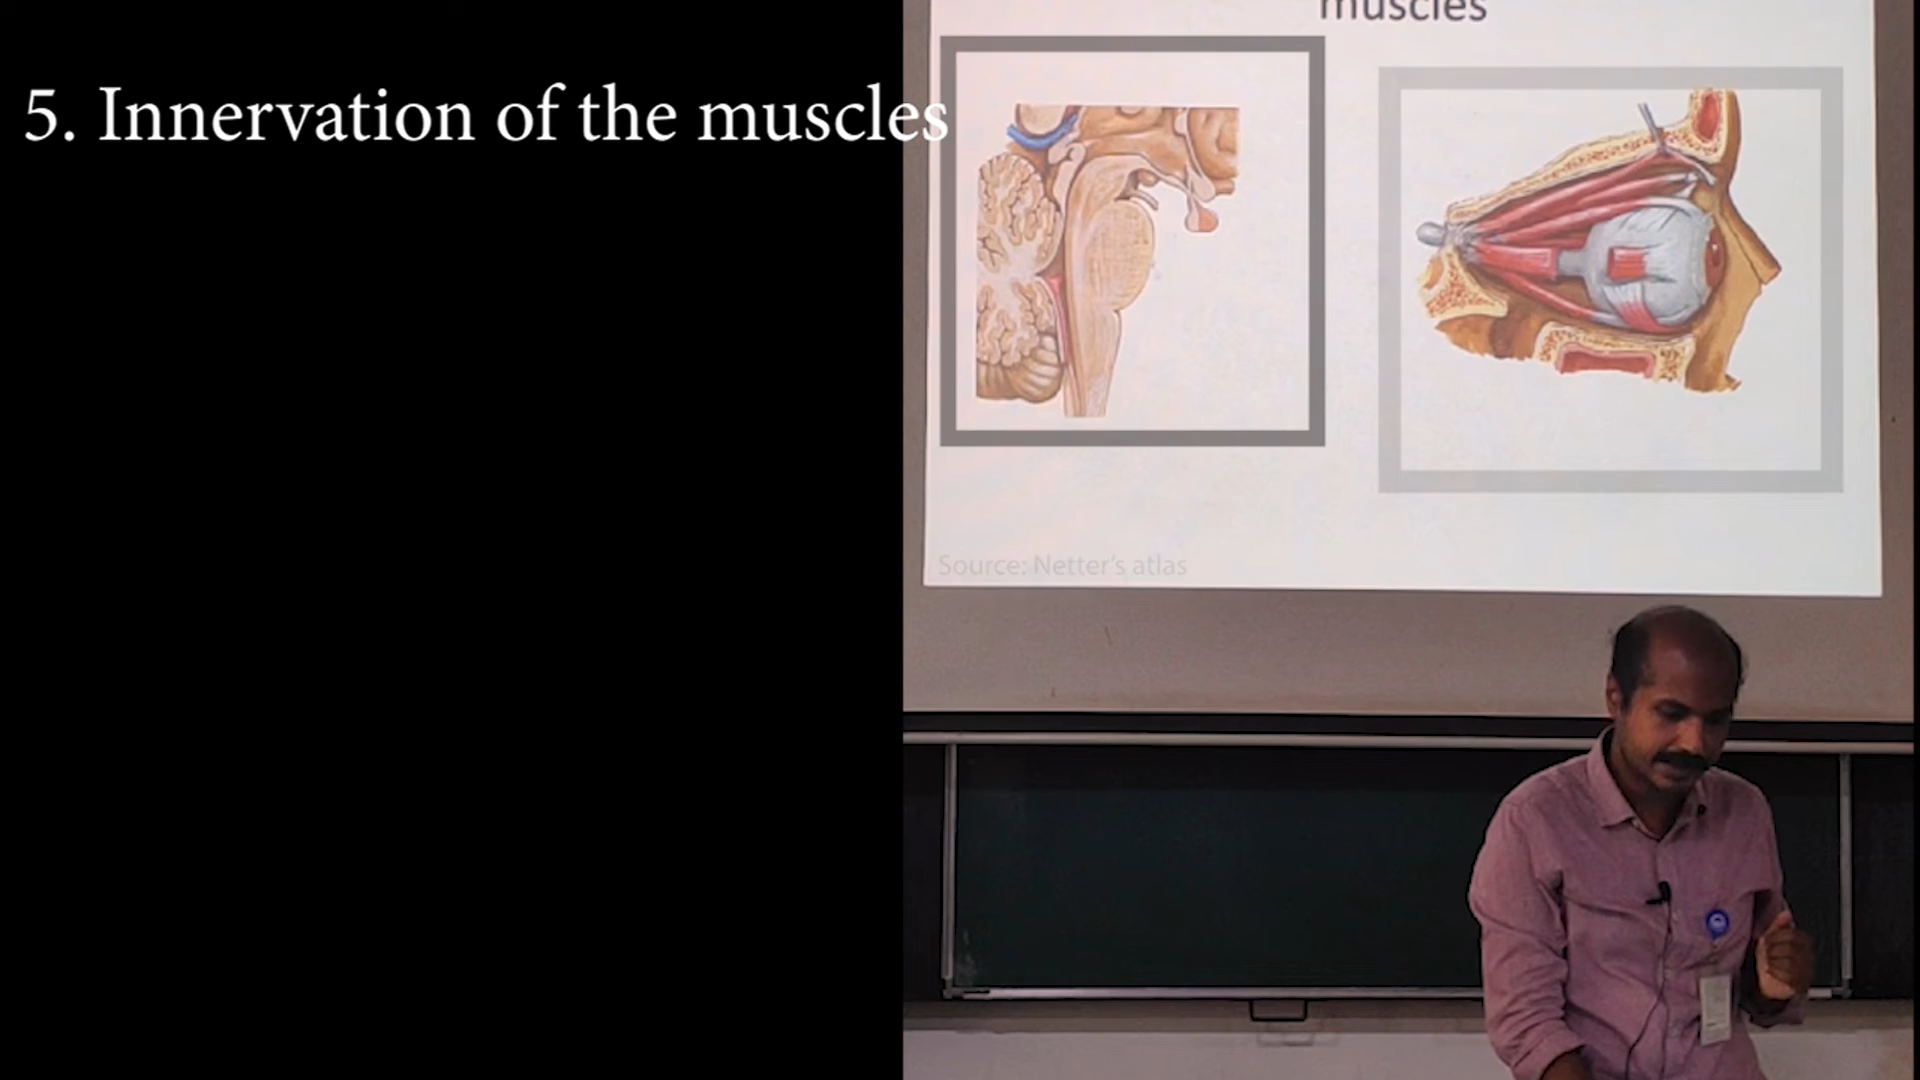 5. Innervation of the muscles
muscles
Source: Netter's atlas